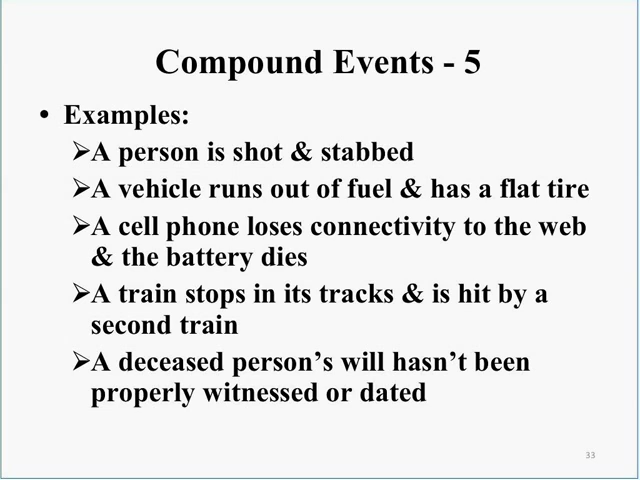 Compound Events - 5
• Examples:
➢A person is shot & stabbed
➢A vehicle runs out of fuel & has a flat tire
➢A cell phone loses connectivity to the web
& the battery dies
➢A train stops in its tracks & is hit by a
second train
➢A deceased person’s will hasn’t been
properly witnessed or dated
33